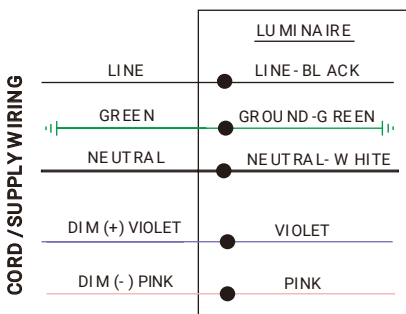 LUMINAIRE
LINE LINE-BLACK
GREEN GROUND-GREEN
NEUTRAL NEUTRAL-WHITE
DIM (+) VIOLET VIOLET
DIM (-) PINK PINK
CORD / SUPPLY WIRING